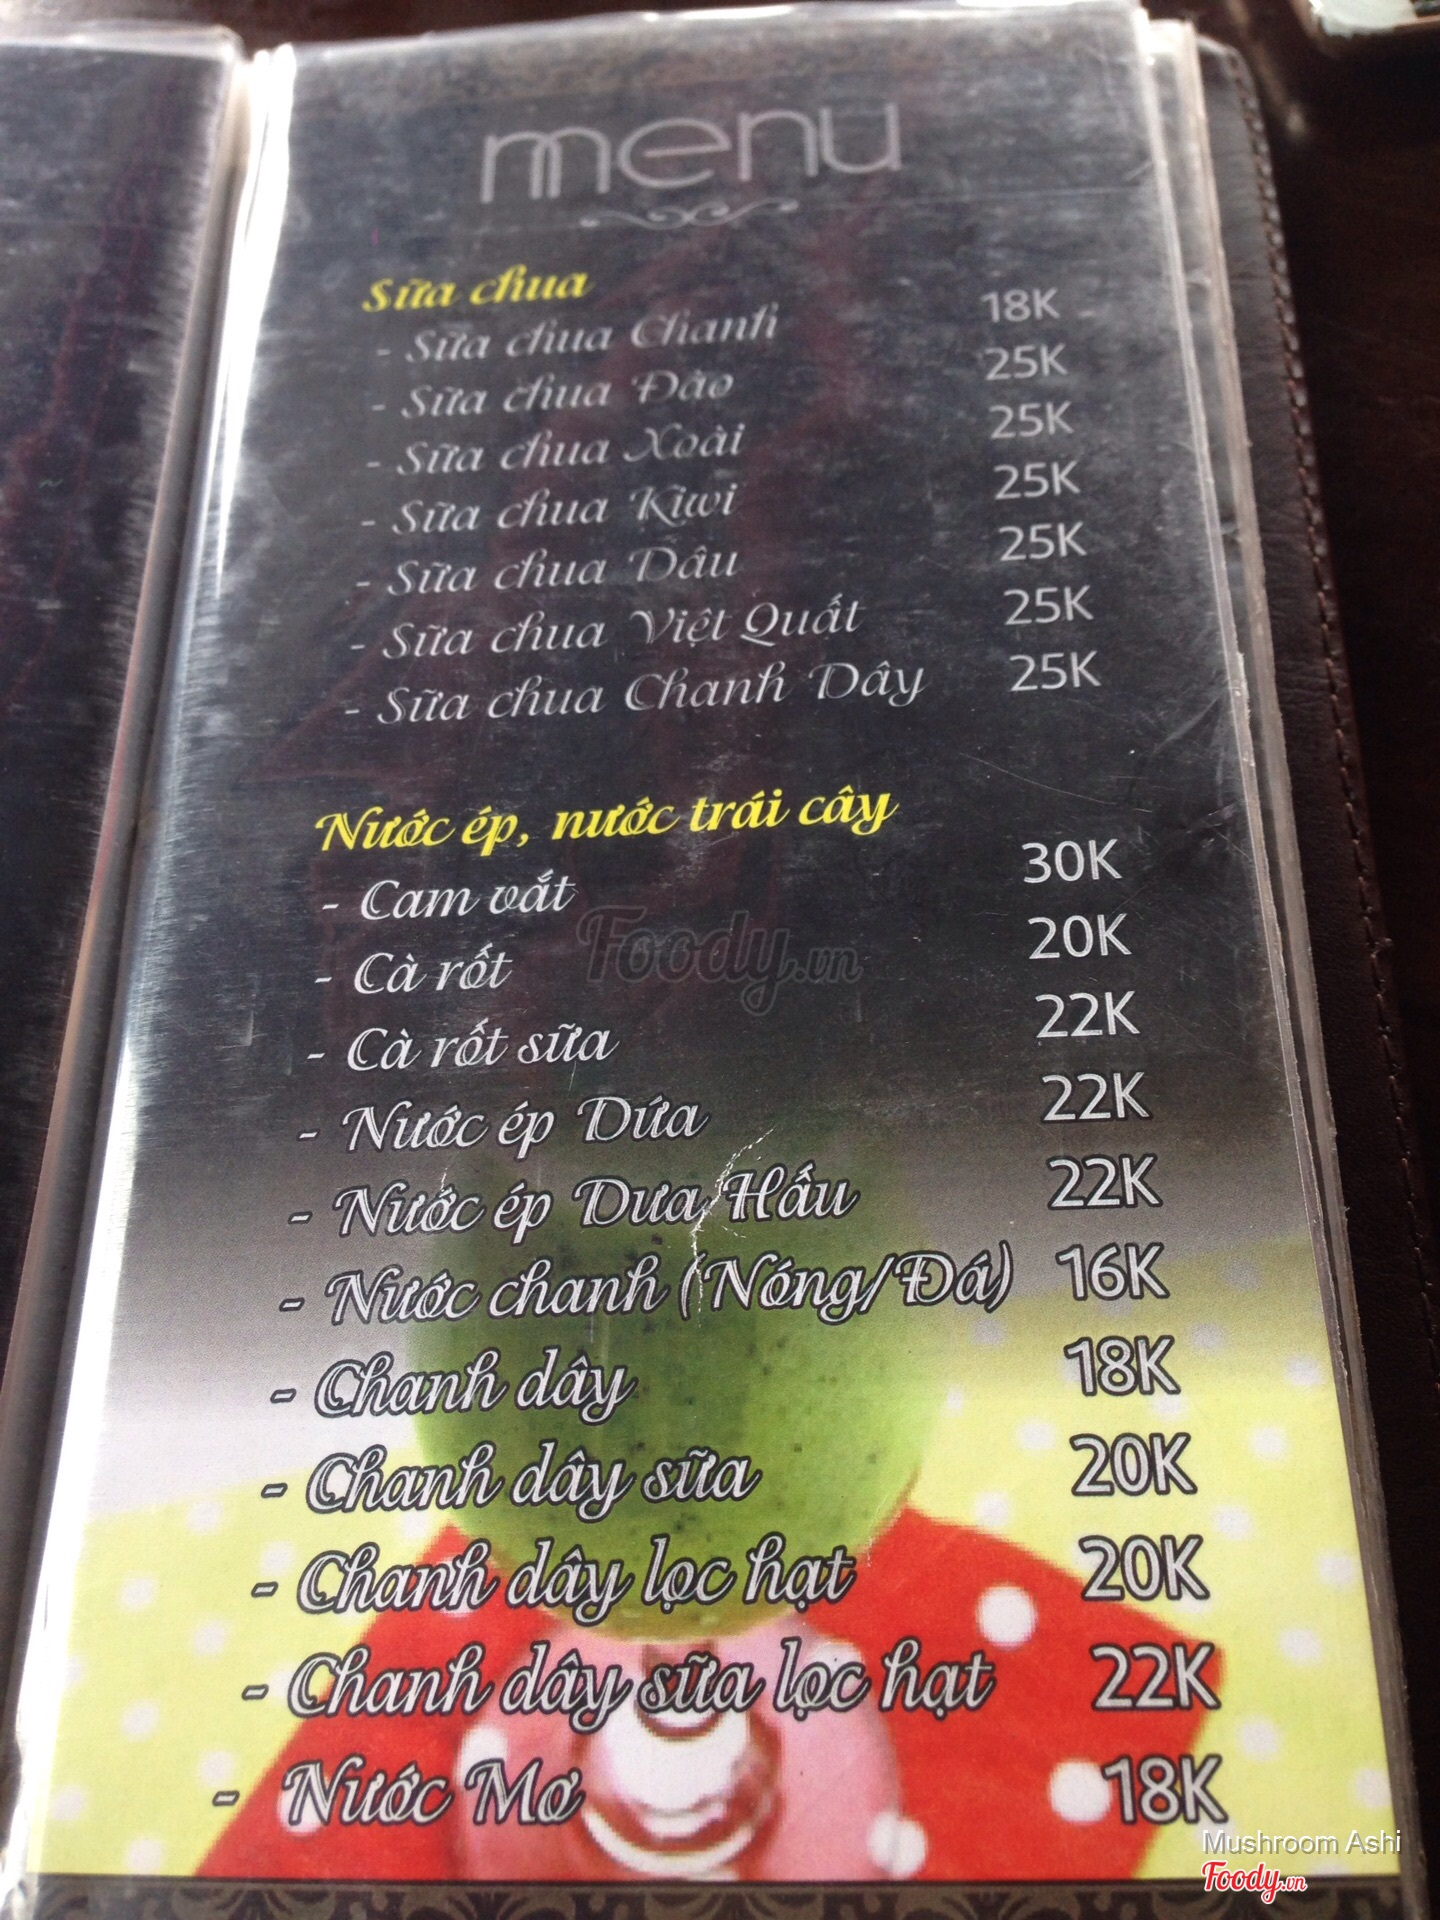 menu
Sữa chua
- Sữa chua Chanh 18K
- Sữa chua Đào 25K
- Sữa chua Xoài 25K
- Sữa chua Kiwi 25K
- Sữa chua Dâu 25K
- Sữa chua Việt Quất 25K
- Sữa chua Chanh Dây 25K
Nước ép, nước trái cây
- Cam vắt 30K
- Cà rốt 20K
- Cà rốt sữa 22K
- Nước ép Dứa 22K
- Nước ép Dưa Hấu 22K
- Nước chanh (Nóng/Đá) 16K
- Chanh dây 18K
- Chanh dây sữa 20K
- Chanh dây lọc hạt 20K
- Chanh dây sữa lọc hạt 22K
- Nước Mơ 18K
Foody.vn
Mushroom Ashi
Foody.vn